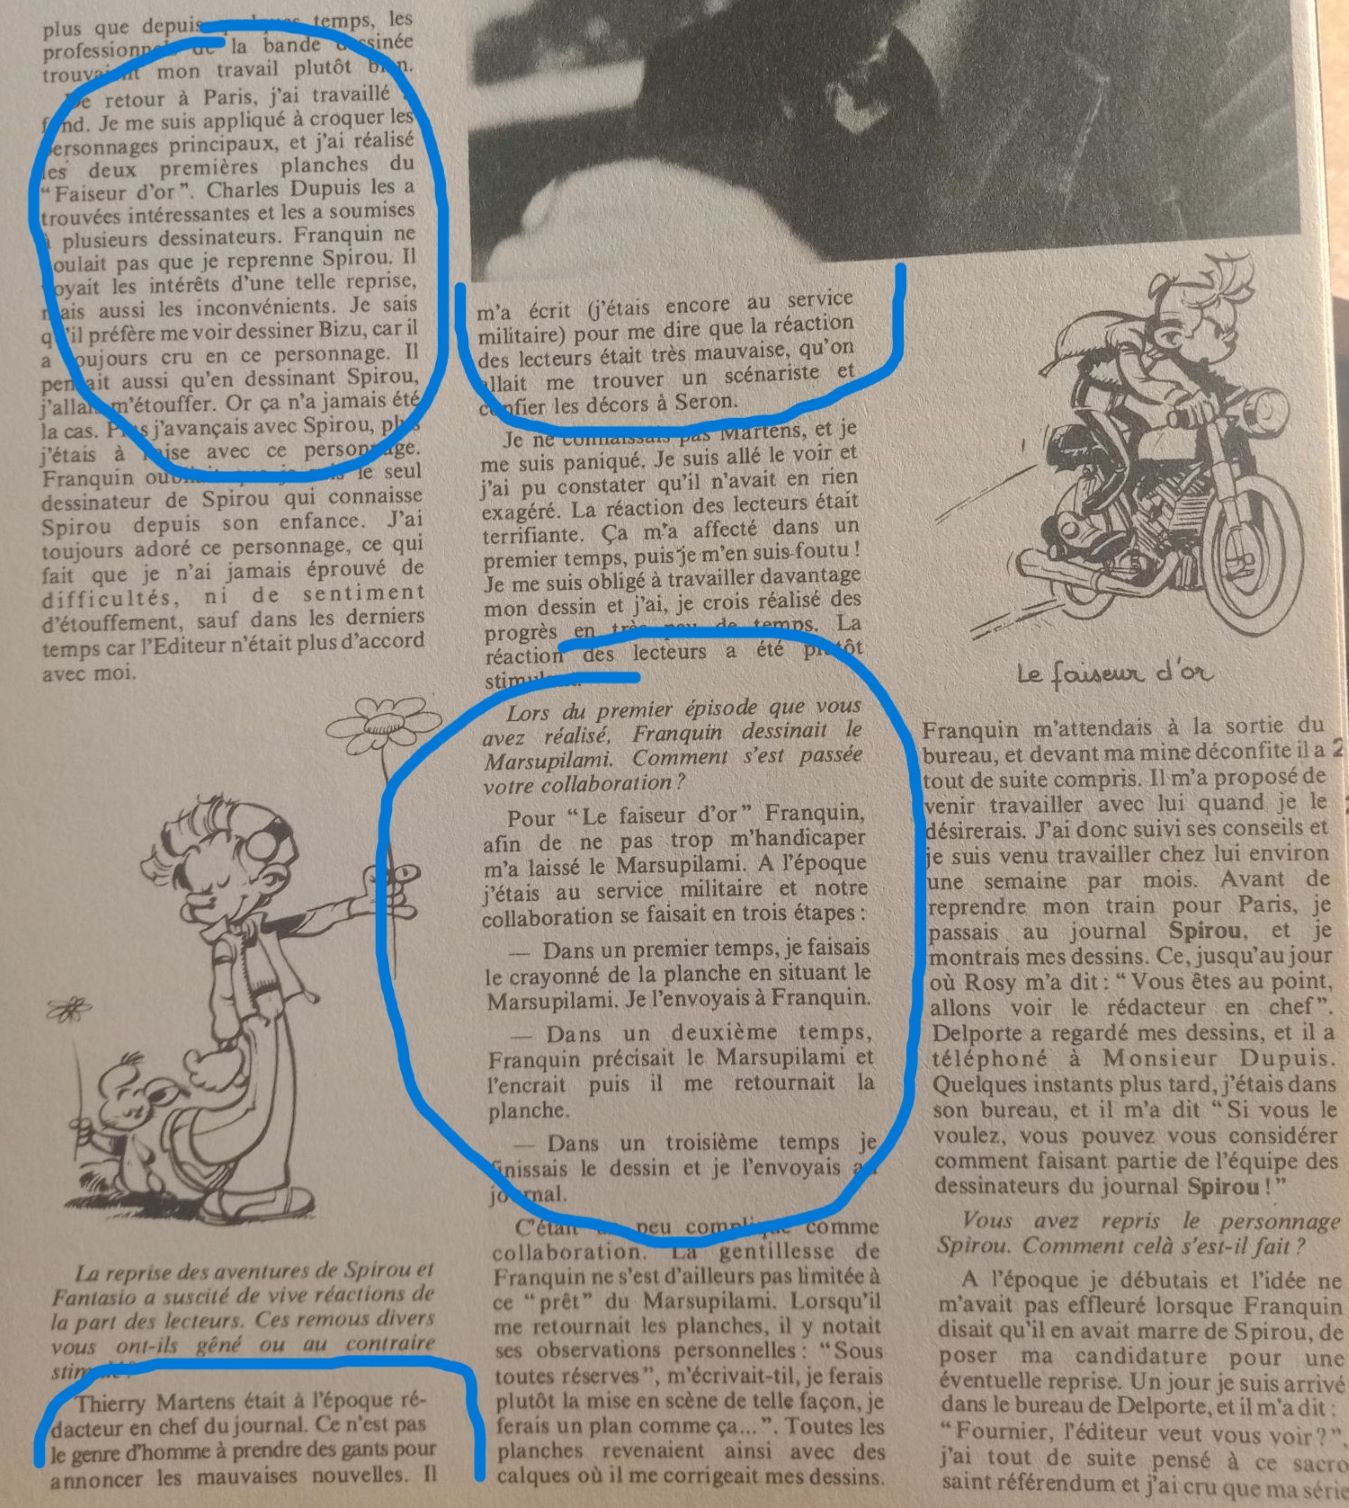 plus que depuis temps, les
professionnels de la bande dessinée
trouvaient mon travail plutôt bien.
De retour à Paris, j'ai travaillé
fond. Je me suis appliqué à croquer les
personnages principaux, et j'ai réalisé
les deux premières planches du
"Faiseur d'or". Charles Dupuis les a
trouvées intéressantes et les a soumises
à plusieurs dessinateurs. Franquin ne
voulait pas que je reprenne Spirou. Il
voyait les intérêts d'une telle reprise,
mais aussi les inconvénients. Je sais
qu'il préfère me voir dessiner Bizu, car il
a toujours cru en ce personnage. Il
pensait aussi qu'en dessinant Spirou,
j'allais m'étouffer. Or ça n'a jamais été
la cas. Plus j'avançais avec Spirou, plus
j'étais à l'aise avec ce personnage.
Franquin oubliait que je suis le seul
dessinateur de Spirou qui connaisse
Spirou depuis son enfance. J'ai
toujours adoré ce personnage, ce qui
fait que je n'ai jamais éprouvé de
difficultés, ni de sentiment
d'étouffement, sauf dans les derniers
temps car l'Editeur n'était plus d'accord
avec moi.
La reprise des aventures de Spirou et
Fantasio a suscité de vive réactions de
la part des lecteurs. Ces remous divers
vous ont-ils gêné ou au contraire
stimulé?
Thierry Martens était à l'époque ré-
dacteur en chef du journal. Ce n'est pas
le genre d'homme à prendre des gants pour
annoncer les mauvaises nouvelles. Il
m'a écrit (j'étais encore au service
militaire) pour me dire que la réaction
des lecteurs était très mauvaise, qu'on
allait me trouver un scénariste et
confier les décors à Seron.
Je ne connaissais pas Martens, et je
me suis paniqué. Je suis allé le voir et
j'ai pu constater qu'il n'avait en rien
exagéré. La réaction des lecteurs était
terrifiante. Ça m'a affecté dans un
premier temps, puis je m'en suis foutu !
Je me suis obligé à travailler davantage
mon dessin et j'ai, je crois réalisé des
progrès en très peu de temps. La
réaction des lecteurs a été plutôt
stimulant.
Lors du premier épisode que vous
avez réalisé, Franquin dessinait le
Marsupilami. Comment s'est passée
votre collaboration ?
Pour "Le faiseur d'or" Franquin,
afin de ne pas trop m'handicaper
m'a laissé le Marsupilami. A l'époque
j'étais au service militaire et notre
collaboration se faisait en trois étapes :
— Dans un premier temps, je faisais
le crayonné de la planche en situant le
Marsupilami. Je l'envoyais à Franquin.
— Dans un deuxième temps,
Franquin précisait le Marsupilami et
l'encrait puis il me retournait la
planche.
— Dans un troisième temps je
finissais le dessin et je l'envoyais au
journal.
C'était un peu compliqué comme
collaboration. La gentillesse de
Franquin ne s'est d'ailleurs pas limitée à
ce "prêt" du Marsupilami. Lorsqu'il
me retournait les planches, il y notait
ses observations personnelles : "Sous
toutes réserves", m'écrivait-til, je ferais
plutôt la mise en scène de telle façon, je
ferais un plan comme ça...". Toutes les
planches revenaient ainsi avec des
calques où il me corrigeait mes dessins.
Le faiseur d'or
Franquin m'attendais à la sortie du
bureau, et devant ma mine déconfite il a
tout de suite compris. Il m'a proposé de
venir travailler avec lui quand je le
désirerais. J'ai donc suivi ses conseils et
je suis venu travailler chez lui environ
une semaine par mois. Avant de
reprendre mon train pour Paris, je
passais au journal Spirou, et je
montrais mes dessins. Ce, jusqu'au jour
où Rosy m'a dit : "Vous êtes au point,
allons voir le rédacteur en chef".
Delporte a regardé mes dessins, et il a
téléphoné à Monsieur Dupuis.
Quelques instants plus tard, j'étais dans
son bureau, et il m'a dit "Si vous le
voulez, vous pouvez vous considérer
comment faisant partie de l'équipe des
dessinateurs du journal Spirou !"
Vous avez repris le personnage
Spirou. Comment celà s'est-il fait ?
A l'époque je débutais et l'idée ne
m'avait pas effleuré lorsque Franquin
disait qu'il en avait marre de Spirou, de
poser ma candidature pour une
éventuelle reprise. Un jour je suis arrivé
dans le bureau de Delporte, et il m'a dit :
"Fournier, l'éditeur veut vous voir ?",
j'ai tout de suite pensé à ce sacro
saint référendum et j'ai cru que ma série